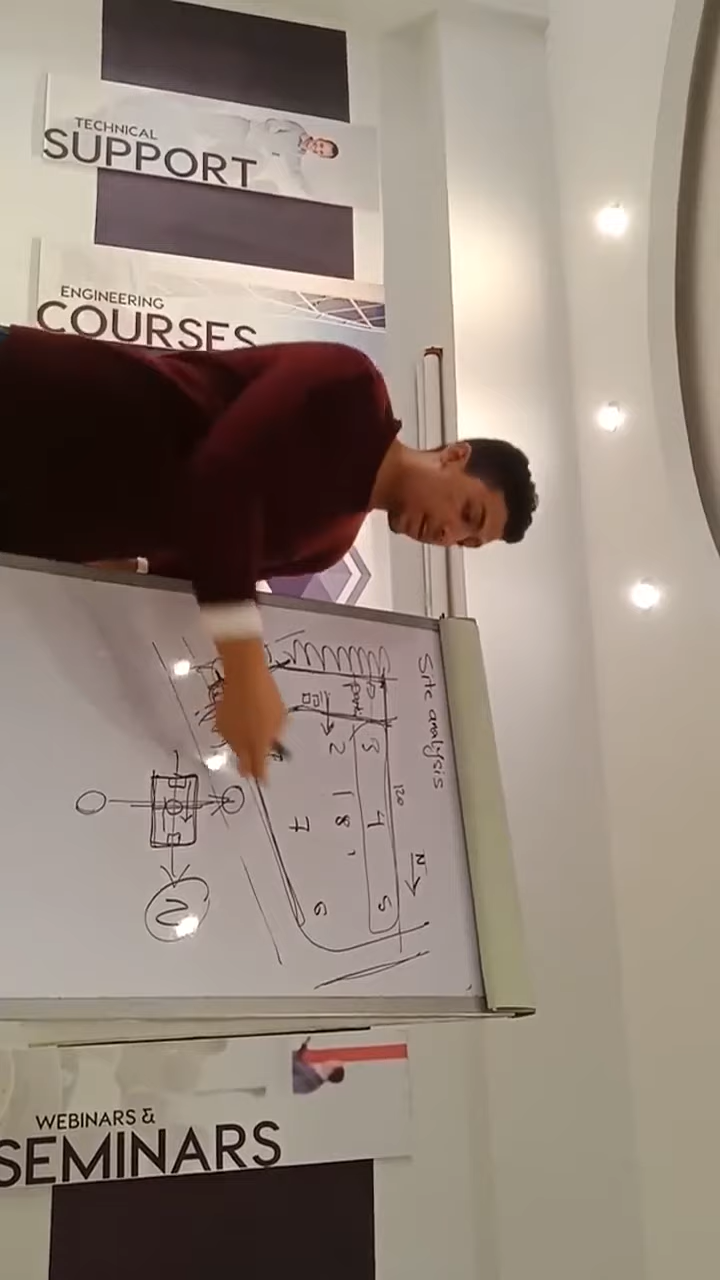 TECHNICAL
SUPPORT
ENGINEERING
COURSES
WEBINARS &
SEMINARS
Site analysis
120
N
3 4 5
2 1 8
7 6
N